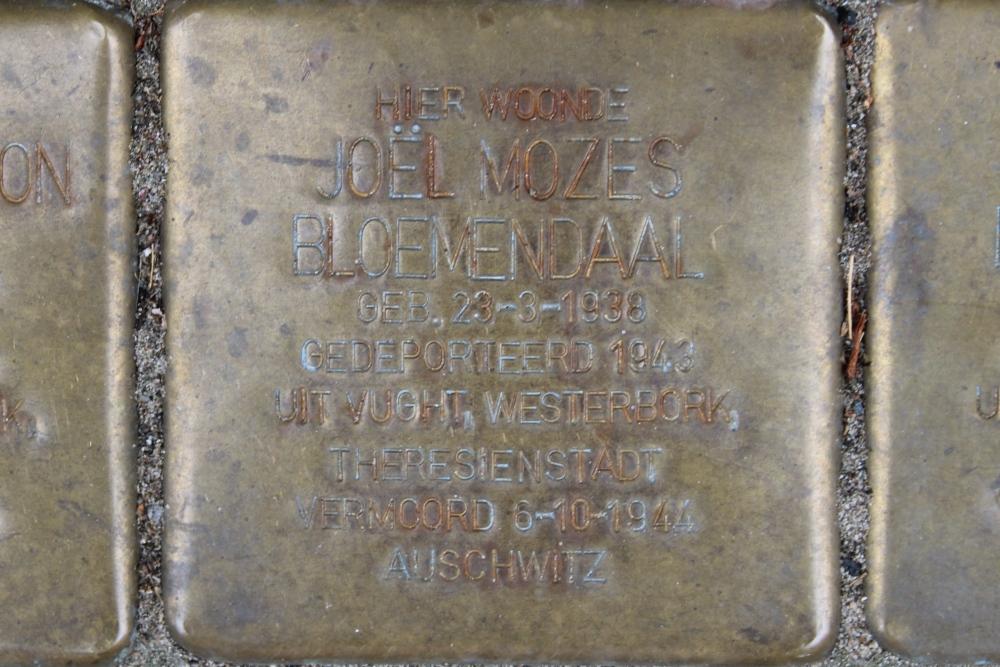 HIER WOONDE
JOËL MOZES
BLOEMENDAAL
GEB. 23-3-1938
GEDEPORTEERD 1943
UIT VUGHT, WESTERBORK,
THERESIENSTADT
VERMOORD 6-10-1944
AUSCHWITZ